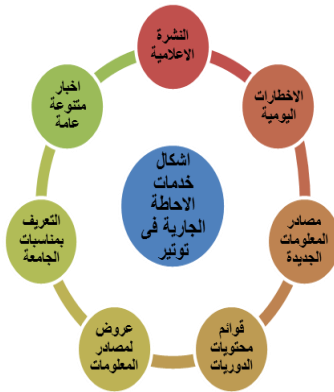 النشرة
الاعلامية
الاخطارات
اليومية
مصادر
المعلومات
الجديدة
قوائم
محتويات
الدوريات
عروض
لمصادر
المعلومات
التعريف
بمناسبات
الجامعة
اخبار
متنوعة
عامة
اشكال
خدمات
الاحاطة
الجارية فى
توتير